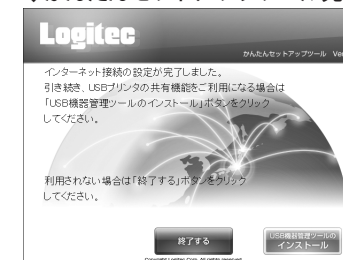 Logitec
かんたんセットアップツール Ve
インターネット接続の設定が完了しました。
引き続き、USBプリンタの共有機能をご利用になる場合は
「USB機器管理ツールのインストール」ボタンをクリック
してください。
利用されない場合は「終了する」ボタンをクリック
してください。
終了する
USB機器管理ツールの
インストール
Copyright Logitec Corp. All rights reserved.